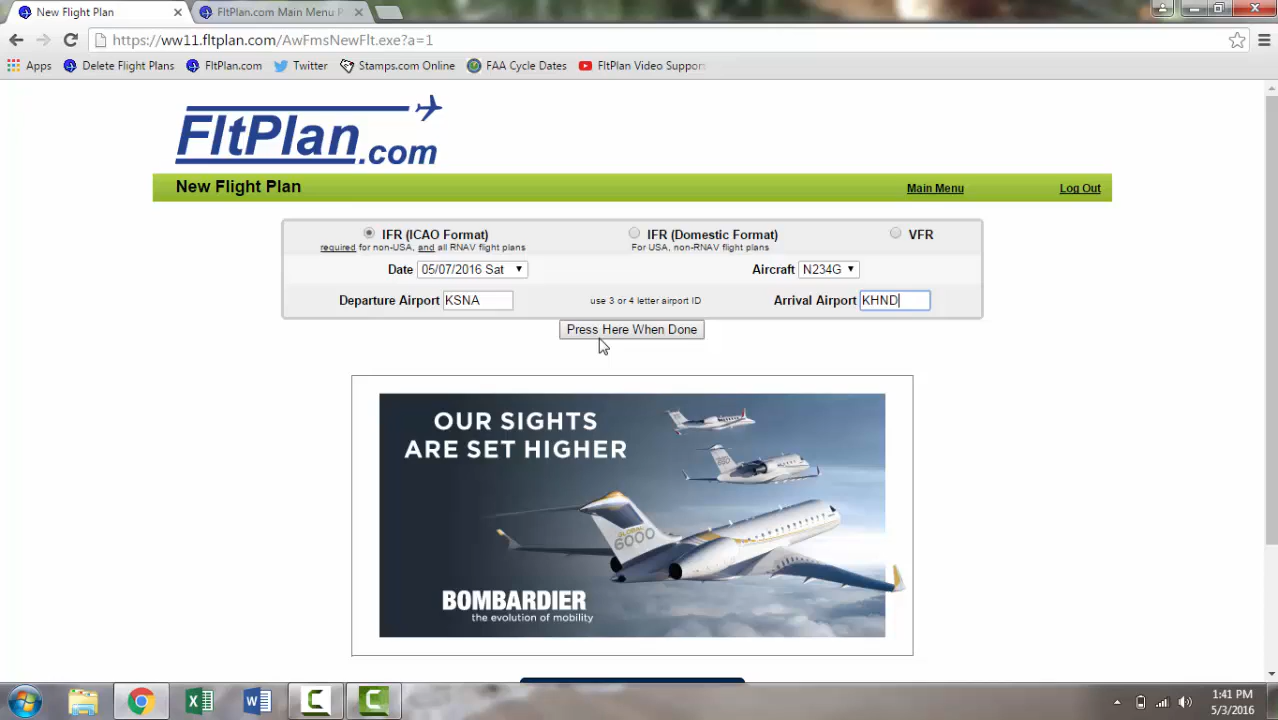 New Flight Plan
FltPlan.com Main Menu P
https://ww11.fltplan.com/AwFmsNewFlt.exe?a=1
Apps Delete Flight Plans FltPlan.com Twitter Stamps.com Online FAA Cycle Dates FltPlan Video Suppor
FltPlan.com
New Flight Plan Main Menu Log Out
IFR (ICAO Format) IFR (Domestic Format) VFR
required for non-USA, and all RNAV flight plans For USA, non-RNAV flight plans
Date 05/07/2016 Sat Aircraft N234G
Departure Airport KSNA use 3 or 4 letter airport ID Arrival Airport KHND
Press Here When Done
OUR SIGHTS
ARE SET HIGHER
GLOBAL
6000
BOMBARDIER
the evolution of mobility
1:41 PM
5/3/2016